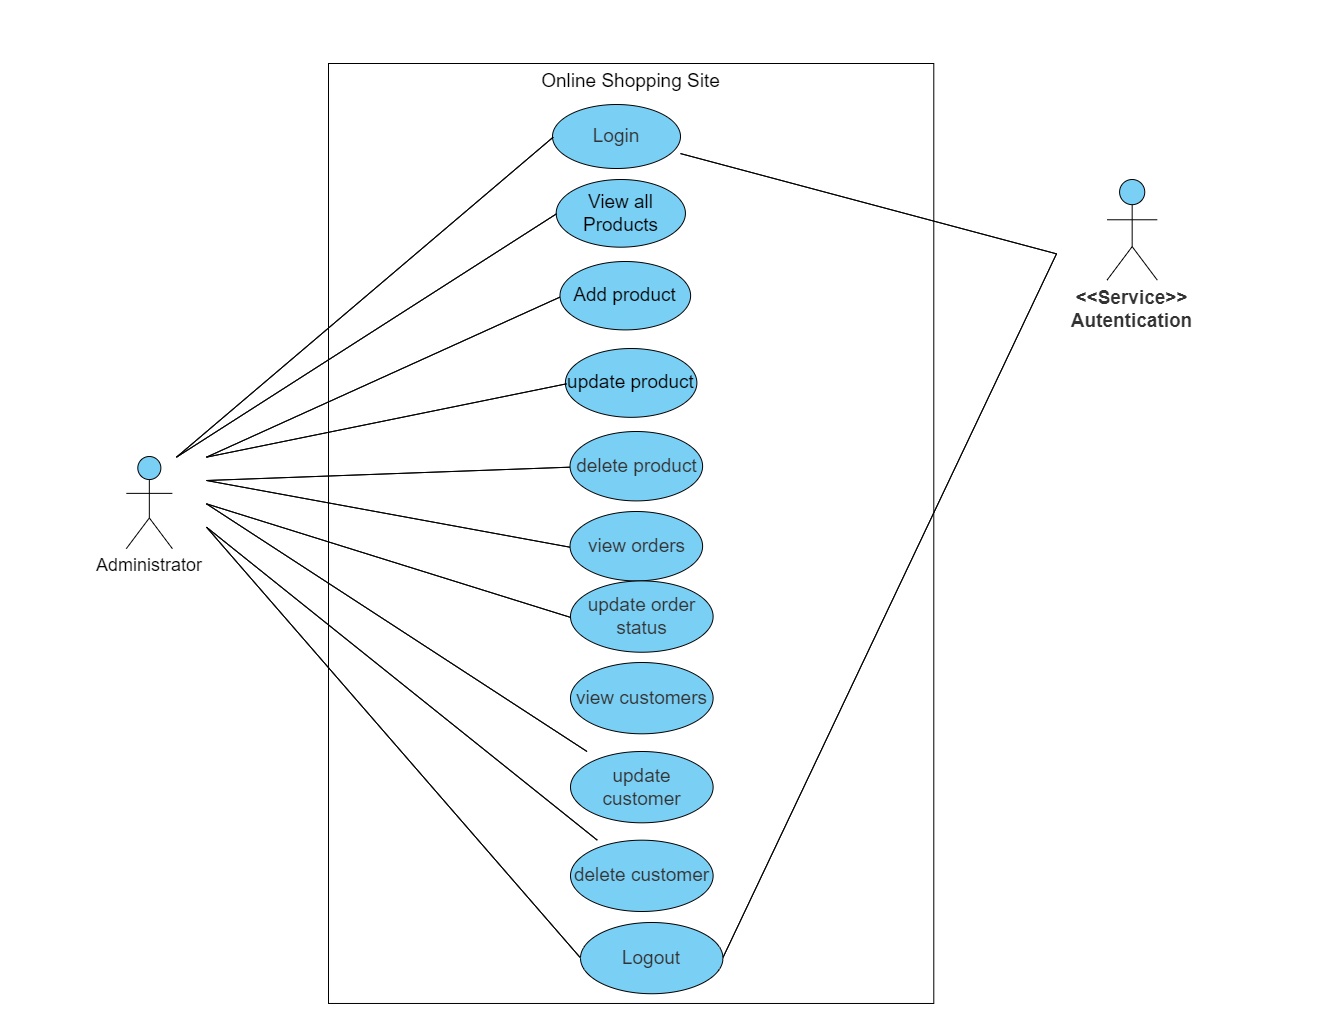 Online Shopping Site
Login
View all
Products
Add product
update product
delete product
view orders
update order
status
view customers
update
customer
delete customer
Logout
Administrator
<<Service>>
Autentication